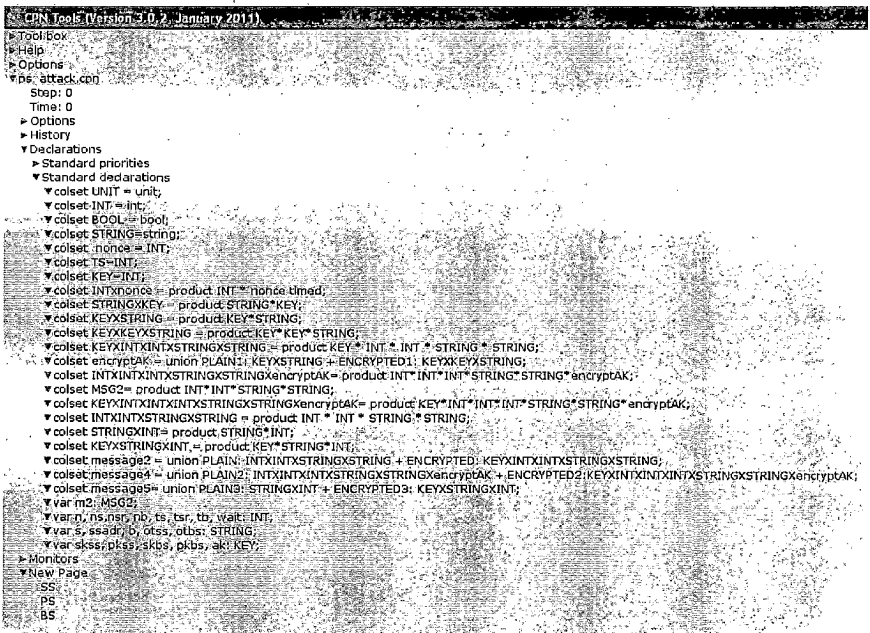 CPN Tools (Version 3.0.2, January 2011)
Tool box
Help
Options
ps_attack.cpn
Step: 0
Time: 0
Options
History
Declarations
Standard priorities
Standard declarations
colset UNIT = unit;
colset INT = int;
colset BOOL = bool;
colset STRING=string;
colset nonce = INT;
colset TS=INT;
colset KEY=INT;
colset INTxnonce = product INT * nonce timed;
colset STRINGXKEY = product STRING*KEY;
colset KEYXSTRING = product KEY*STRING;
colset KEYXKEYXSTRING = product KEY*KEY*STRING;
colset KEYXINTXINTXSTRINGXSTRING = product KEY * INT * INT * STRING * STRING;
colset encryptAK = union PLAIN1: KEYXSTRING + ENCRYPTED1: KEYXKEYXSTRING;
colset INTXINTXINTXSTRINGXSTRINGXencryptAK= product INT*INT*INT*STRING*STRING*encryptAK;
colset MSG2= product INT*INT*STRING*STRING;
colset KEYXINTXINTXINTXSTRINGXSTRINGXencryptAK= product KEY*INT*INT*INT*STRING*STRING*encryptAK;
colset INTXINTXSTRINGXSTRING = product INT * INT * STRING * STRING;
colset STRINGXINT= product STRING*INT;
colset KEYXSTRINGXINT = product KEY*STRING*INT;
colset message2 = union PLAIN: INTXINTXSTRINGXSTRING + ENCRYPTED: KEYXINTXINTXSTRINGXSTRING;
colset message4 = union PLAIN2: INTXINTXINTXSTRINGXSTRINGXencryptAK + ENCRYPTED2:KEYXINTXINTXINTXSTRINGXSTRINGXencryptAK;
colset message5= union PLAIN3: STRINGXINT + ENCRYPTED3: KEYXSTRINGXINT;
var m2: MSG2;
var n, ns,nsr, nb, ts, tsr, tb, wait: INT;
var s, ssadr, b, otss, otbs: STRING;
var skss, pkss, skbs, pkbs, ak: KEY;
Monitors
New Page
SS
PS
BS